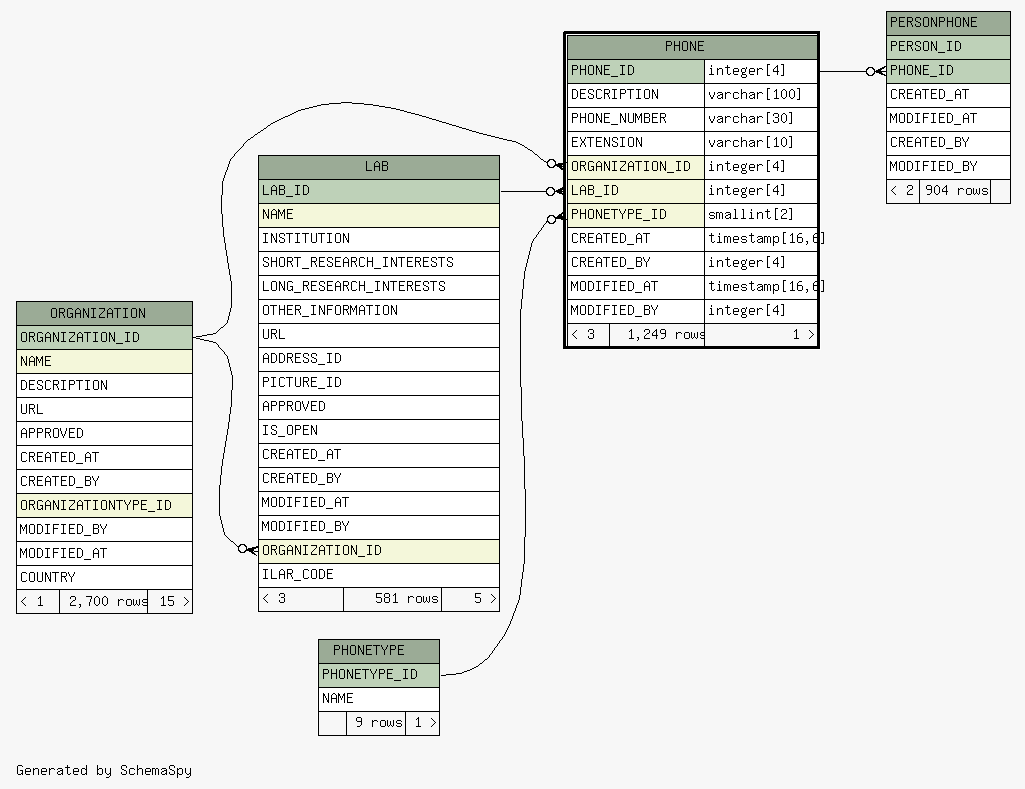 PERSONPHONE
PERSON_ID
PHONE_ID
CREATED_AT
MODIFIED_AT
CREATED_BY
MODIFIED_BY
< 2 904 rows
PHONE
PHONE_ID integer[4]
DESCRIPTION varchar[100]
PHONE_NUMBER varchar[30]
EXTENSION varchar[10]
ORGANIZATION_ID integer[4]
LAB_ID integer[4]
PHONETYPE_ID smallint[2]
CREATED_AT timestamp[16,6]
CREATED_BY integer[4]
MODIFIED_AT timestamp[16,6]
MODIFIED_BY integer[4]
< 3 1,249 rows 1 >
LAB
LAB_ID
NAME
INSTITUTION
SHORT_RESEARCH_INTERESTS
LONG_RESEARCH_INTERESTS
OTHER_INFORMATION
URL
ADDRESS_ID
PICTURE_ID
APPROVED
IS_OPEN
CREATED_AT
CREATED_BY
MODIFIED_AT
MODIFIED_BY
ORGANIZATION_ID
ILAR_CODE
< 3 581 rows 5 >
ORGANIZATION
ORGANIZATION_ID
NAME
DESCRIPTION
URL
APPROVED
CREATED_AT
CREATED_BY
ORGANIZATIONTYPE_ID
MODIFIED_BY
MODIFIED_AT
COUNTRY
< 1 2,700 rows 15 >
PHONETYPE
PHONETYPE_ID
NAME
9 rows 1 >
Generated by SchemaSpy